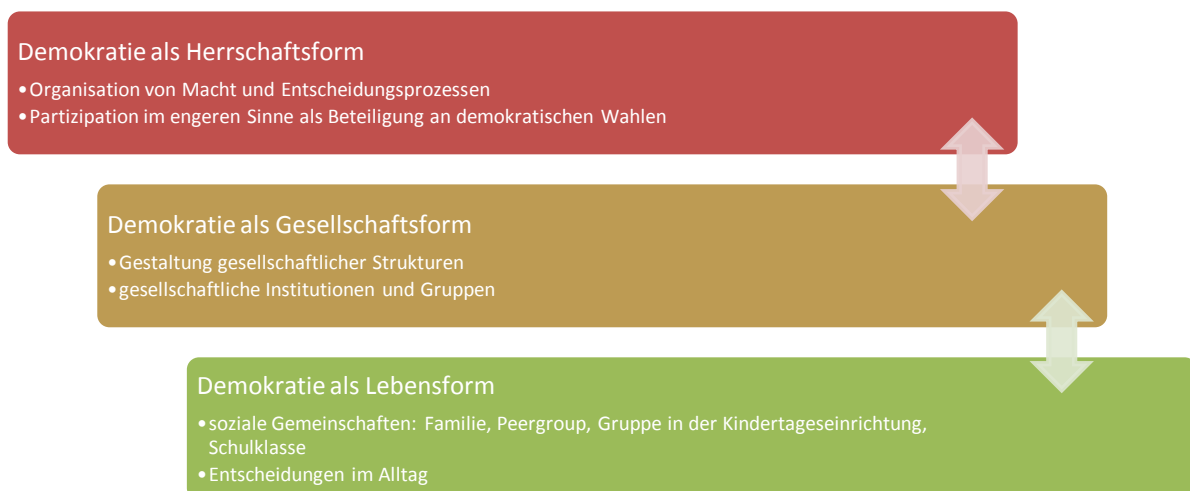 Demokratie als Herrschaftsform
•Organisation von Macht und Entscheidungsprozessen
•Partizipation im engeren Sinne als Beteiligung an demokratischen Wahlen
Demokratie als Gesellschaftsform
•Gestaltung gesellschaftlicher Strukturen
•gesellschaftliche Institutionen und Gruppen
Demokratie als Lebensform
•soziale Gemeinschaften: Familie, Peergroup, Gruppe in der Kindertageseinrichtung,
Schulklasse
•Entscheidungen im Alltag